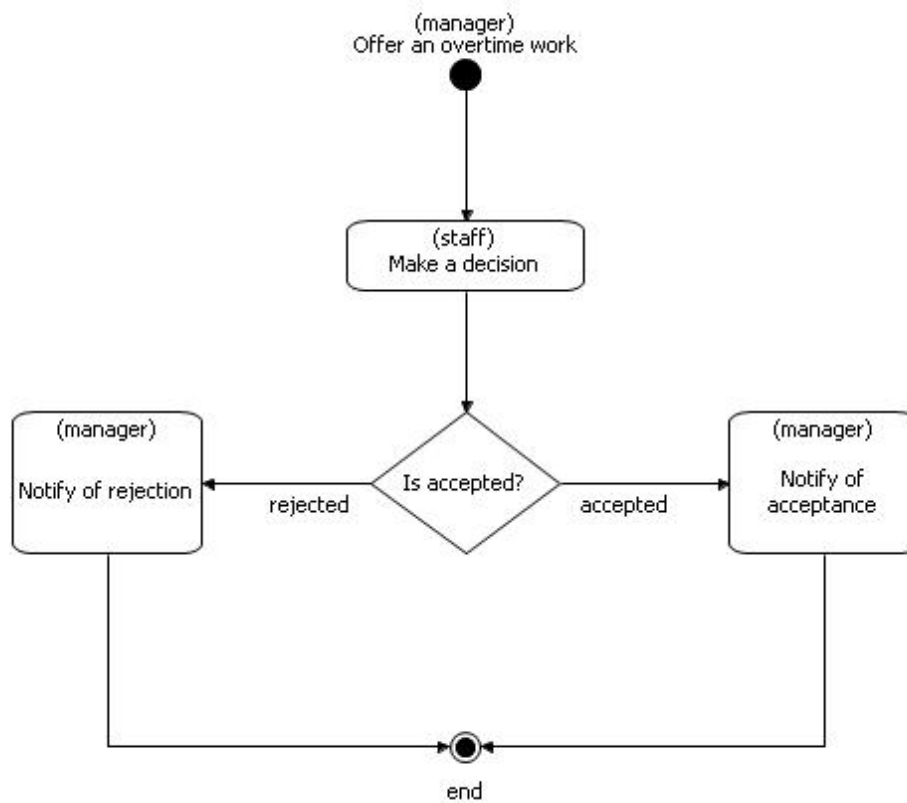 (manager)
Offer an overtime work
(staff)
Make a decision
(manager)
Notify of rejection
Is accepted?
rejected
accepted
(manager)
Notify of
acceptance
end